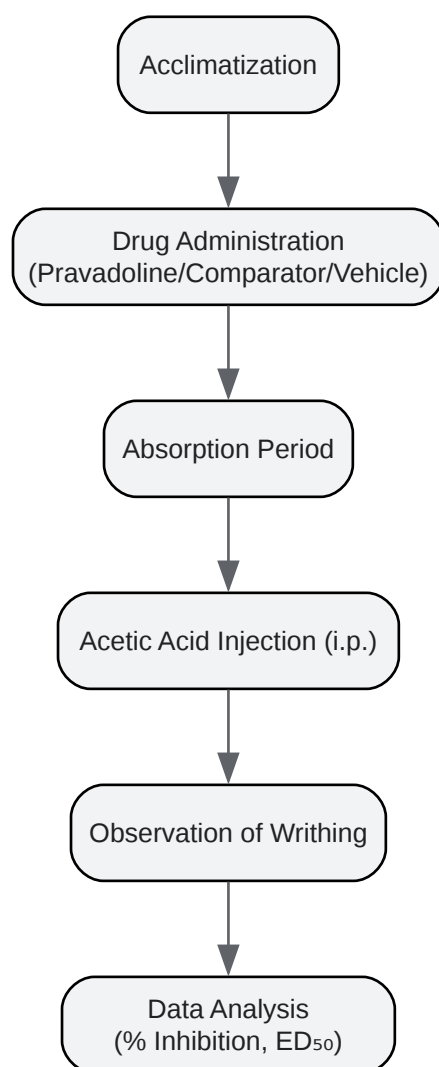 Acclimatization
Drug Administration
(Pravadoline/Comparator/Vehicle)
Absorption Period
Acetic Acid Injection (i.p.)
Observation of Writhing
Data Analysis
(% Inhibition, ED₅₀)